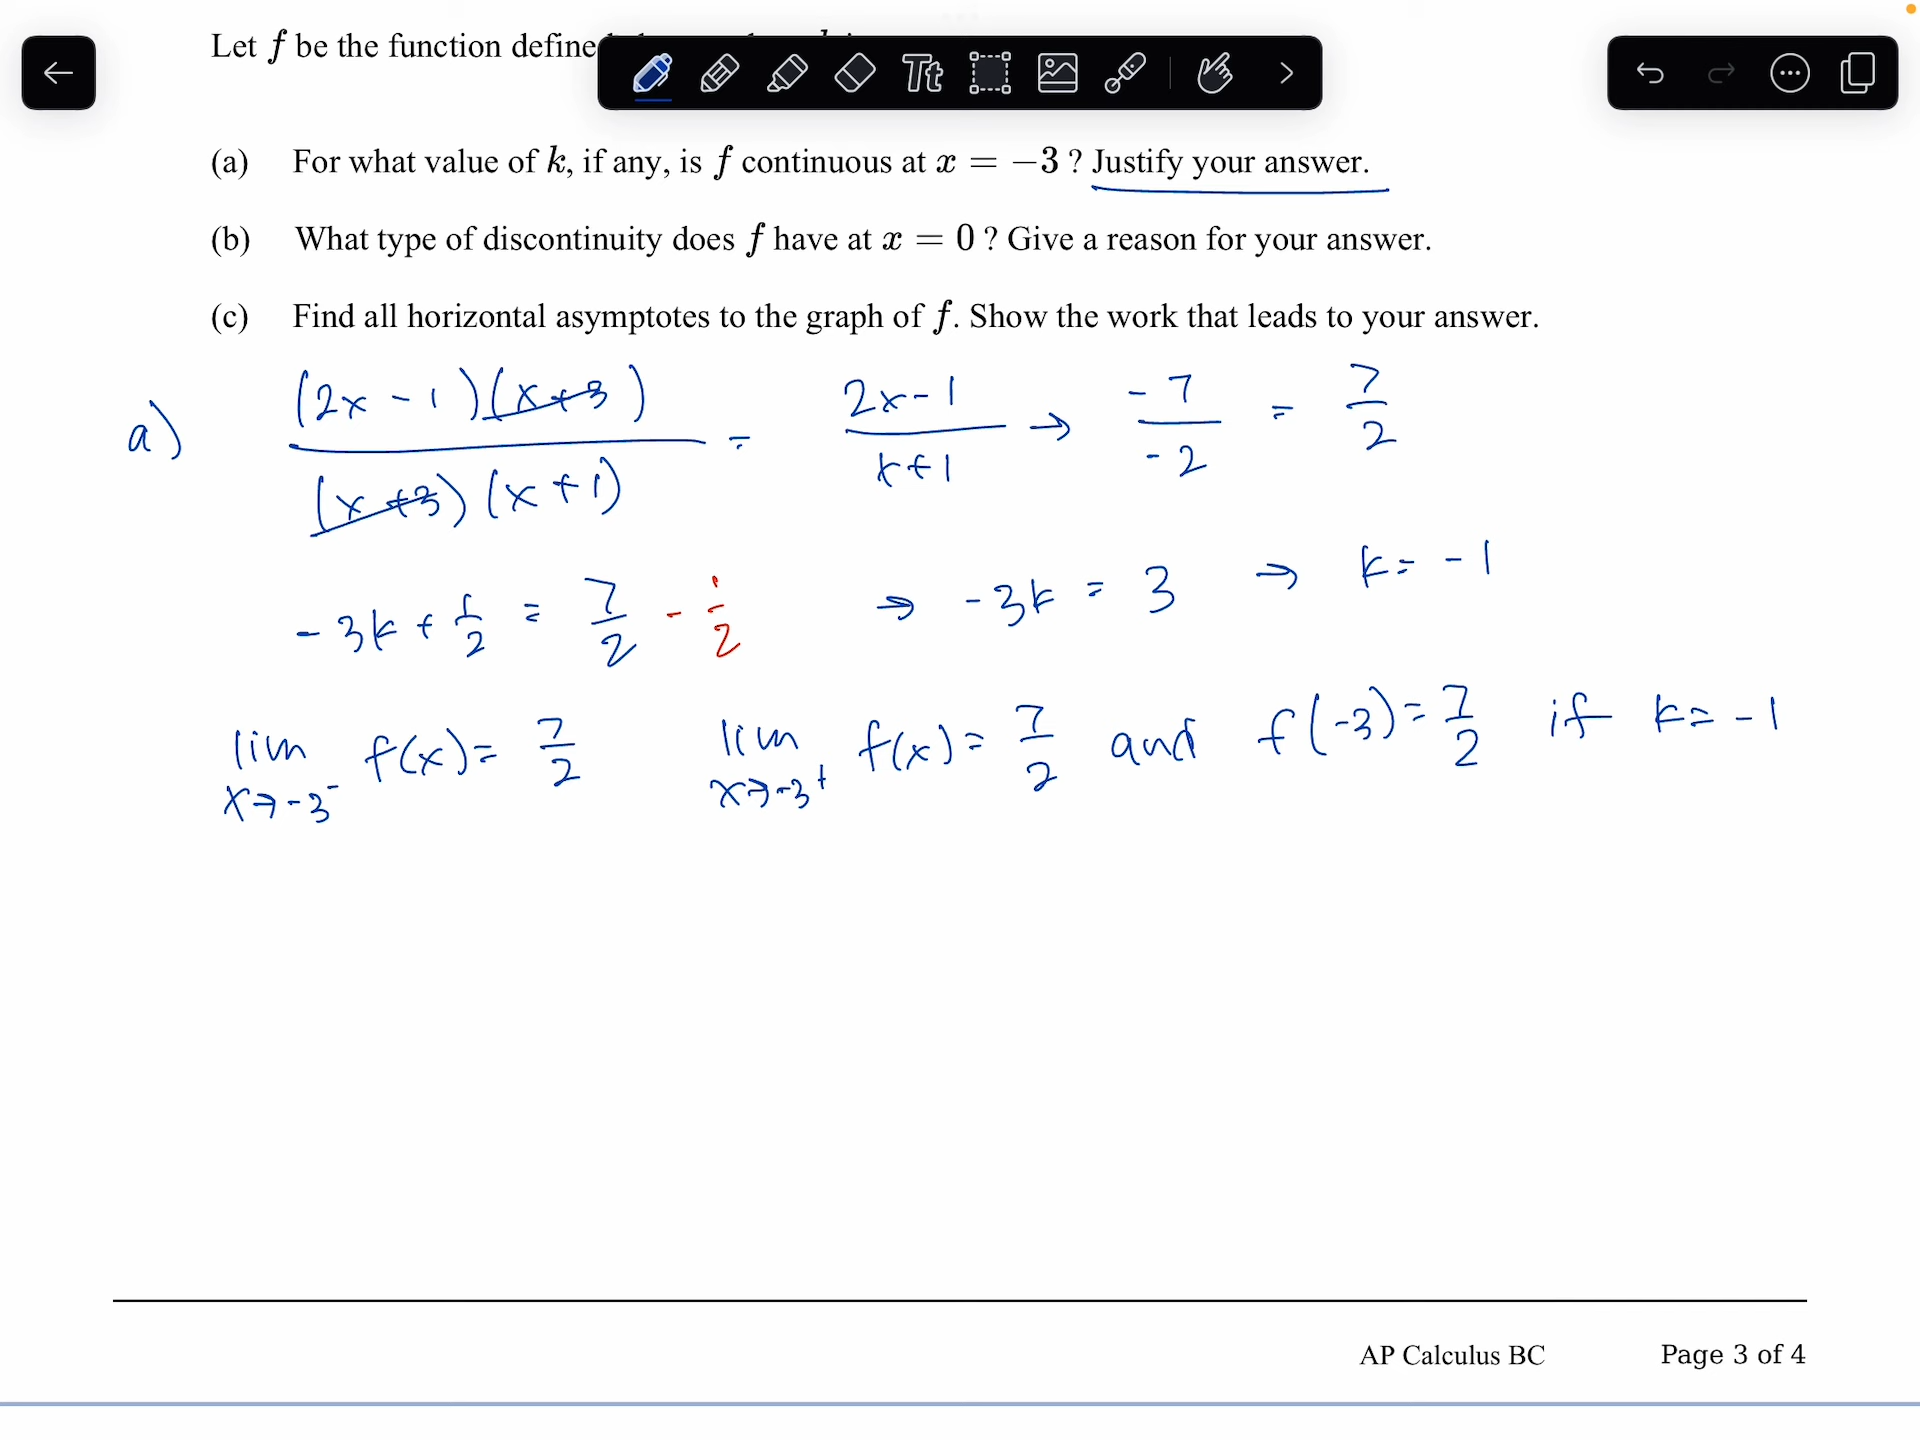 Let f be the function define
Tt
(a) For what value of k, if any, is f continuous at x = −3 ? Justify your answer.
(b) What type of discontinuity does f have at x = 0 ? Give a reason for your answer.
(c) Find all horizontal asymptotes to the graph of f. Show the work that leads to your answer.
a) (2x - 1)(x+3) / (x+3)(x+1) = 2x-1 / x+1 → -7 / -2 = 7/2
-3k + 1/2 = 7/2 - 1/2 → -3k = 3 → k = -1
lim x→-3⁻ f(x) = 7/2 lim x→-3⁺ f(x) = 7/2 and f(-3) = 7/2 if k = -1
AP Calculus BC Page 3 of 4